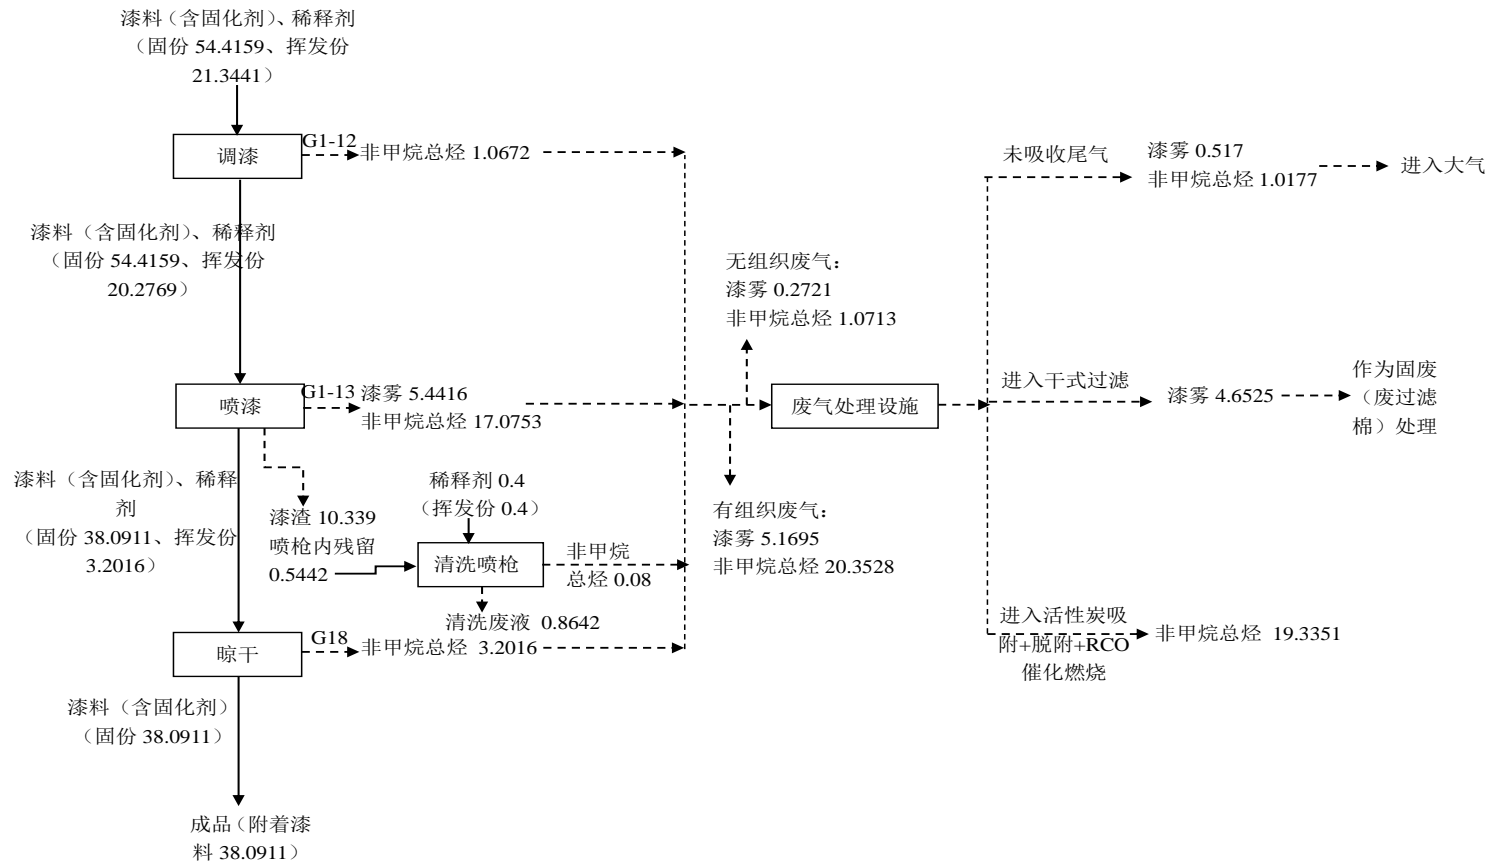 漆料（含固化剂）、稀释剂
（固份 54.4159、挥发份
21.3441）
调漆
G1-12
非甲烷总烃 1.0672
漆料（含固化剂）、稀释剂
（固份 54.4159、挥发份
20.2769）
喷漆
G1-13
漆雾 5.4416
非甲烷总烃 17.0753
漆料（含固化剂）、稀释
剂
（固份 38.0911、挥发份
3.2016）
漆渣 10.339
喷枪内残留
0.5442
稀释剂 0.4
（挥发份 0.4）
清洗喷枪
非甲烷
总烃 0.08
清洗废液 0.8642
晾干
G18
非甲烷总烃 3.2016
漆料（含固化剂）
（固份 38.0911）
成品（附着漆
料 38.0911）
无组织废气：
漆雾 0.2721
非甲烷总烃 1.0713
废气处理设施
有组织废气：
漆雾 5.1695
非甲烷总烃 20.3528
未吸收尾气
漆雾 0.517
非甲烷总烃 1.0177
进入大气
进入干式过滤
漆雾 4.6525
作为固废
（废过滤
棉）处理
进入活性炭吸
附+脱附+RCO
催化燃烧
非甲烷总烃 19.3351